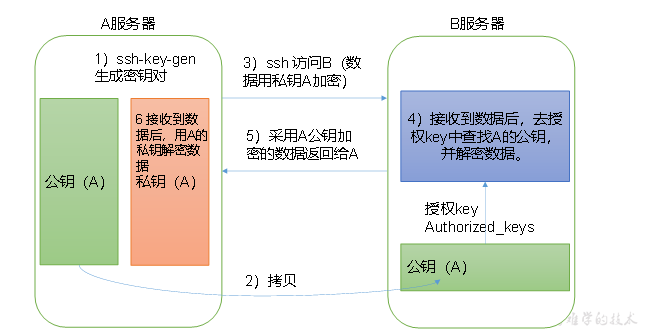 A服务器
B服务器
1）ssh-key-gen
生成密钥对
3）ssh 访问B（数
据用私钥A加密）
6 接收到数
据后，用A的
私钥解密数
据
私钥（A）
公钥（A）
4）接收到数据后，去授
权key中查找A的公钥，
并解密数据。
5）采用A公钥加
密的数据返回给A
授权key
Authorized_keys
公钥（A）
2）拷贝